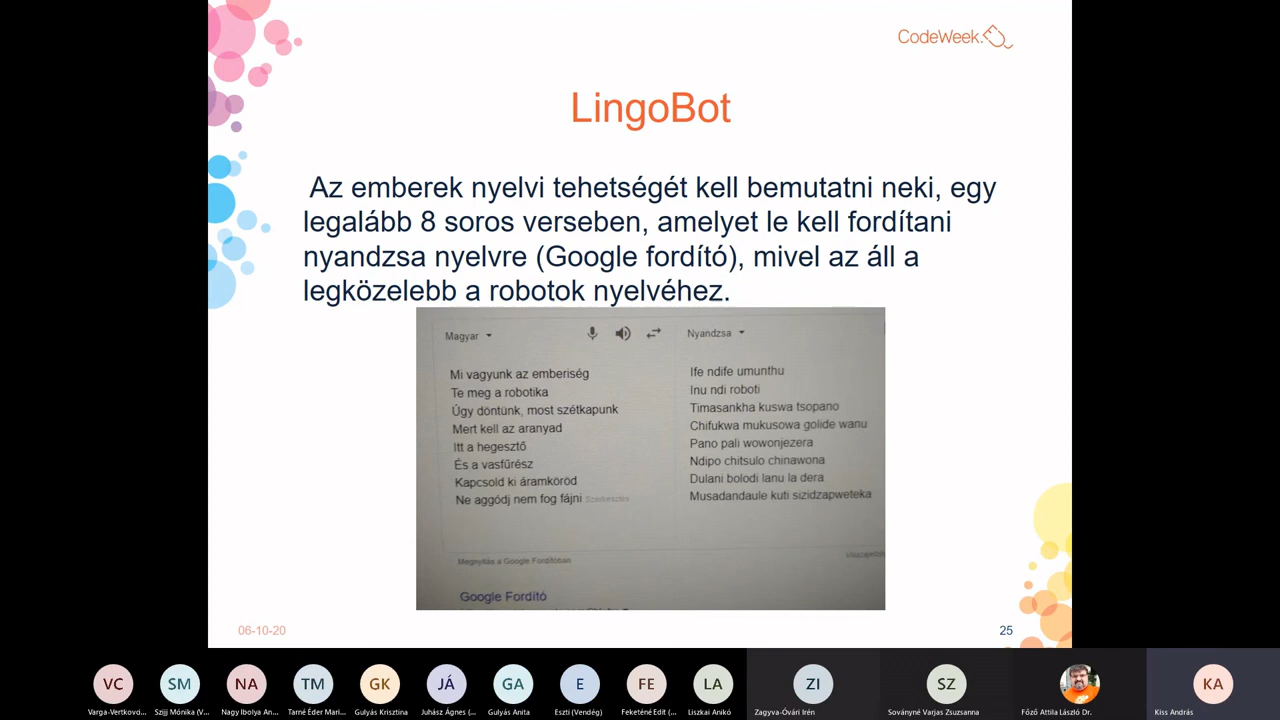 CodeWeek
LingoBot
Az emberek nyelvi tehetségét kell bemutatni neki, egy
legalább 8 soros verseben, amelyet le kell fordítani
nyandzsa nyelvre (Google fordító), mivel az áll a
legközelebb a robotok nyelvéhez.
Magyar
Nyandzsa
Mi vagyunk az emberiség
Te meg a robotika
Úgy döntünk, most szétkapunk
Mert kell az aranyad
Itt a hegesztő
És a vasfűrész
Kapcsold ki áramköröd
Ne aggódj nem fog fájni Szerkesztés
Ife ndife umunthu
Inu ndi roboti
Timasankha kuswa tsopano
Chifukwa mukusowa golide wanu
Pano pali wowonjezera
Ndipo chitsulo chinawona
Dulani bolodi lanu la dera
Musadandaule kuti sizidzapweteka
Megnyitás a Google Fordítóban
Google Fordító
06-10-20
25
VC
SM
NA
TM
GK
JÁ
GA
E
FE
LA
ZI
SZ
KA
Varga-Vertkovc...
Szijj Mónika (V...
Nagy Ibolya An...
Tarné Éder Mari...
Gulyás Krisztina
Juhász Ágnes (...
Gulyás Anita
Eszti (Vendég)
Feketéné Edit (...
Liszkai Anikó
Zagyva-Óvári Irén
Soványné Varjas Zsuzsanna
Főző Attila László Dr.
Kiss András